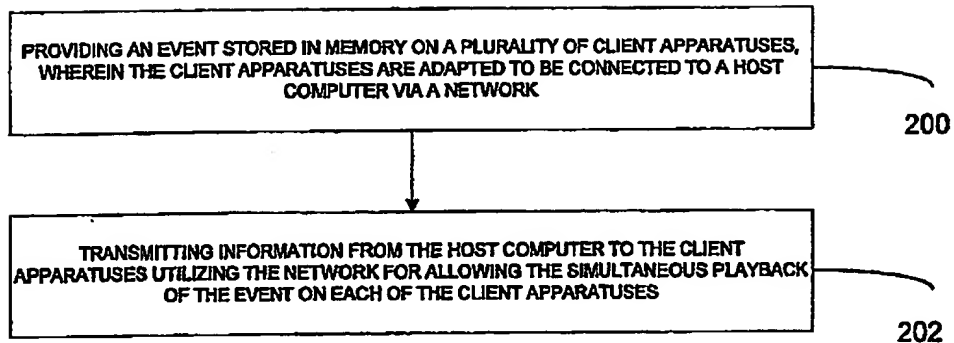 PROVIDING AN EVENT STORED IN MEMORY ON A PLURALITY OF CLIENT APPARATUSES,
WHEREIN THE CLIENT APPARATUSES ARE ADAPTED TO BE CONNECTED TO A HOST
COMPUTER VIA A NETWORK
200
TRANSMITTING INFORMATION FROM THE HOST COMPUTER TO THE CLIENT
APPARATUSES UTILIZING THE NETWORK FOR ALLOWING THE SIMULTANEOUS PLAYBACK
OF THE EVENT ON EACH OF THE CLIENT APPARATUSES
202